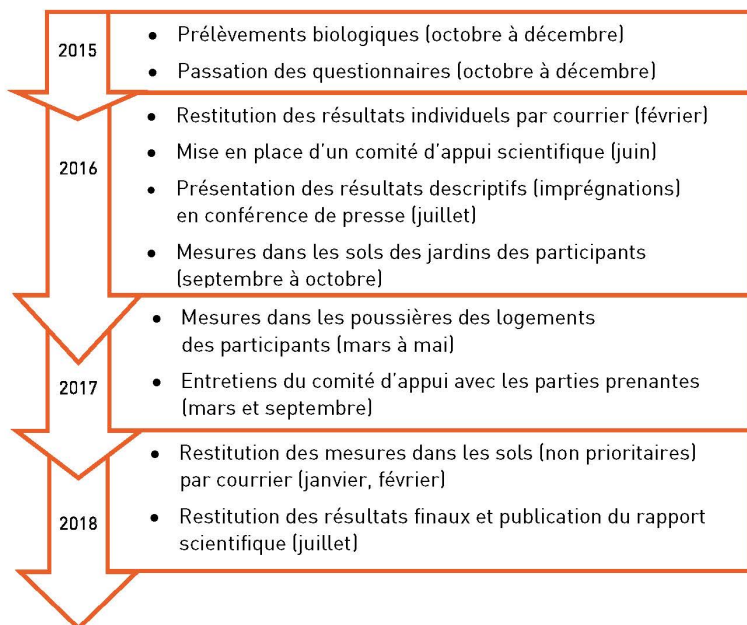 2015
• Prélèvements biologiques (octobre à décembre)
• Passation des questionnaires (octobre à décembre)
2016
• Restitution des résultats individuels par courrier (février)
• Mise en place d'un comité d'appui scientifique (juin)
• Présentation des résultats descriptifs (imprégnations)
en conférence de presse (juillet)
• Mesures dans les sols des jardins des participants
(septembre à octobre)
2017
• Mesures dans les poussières des logements
des participants (mars à mai)
• Entretiens du comité d'appui avec les parties prenantes
(mars et septembre)
2018
• Restitution des mesures dans les sols (non prioritaires)
par courrier (janvier, février)
• Restitution des résultats finaux et publication du rapport
scientifique (juillet)